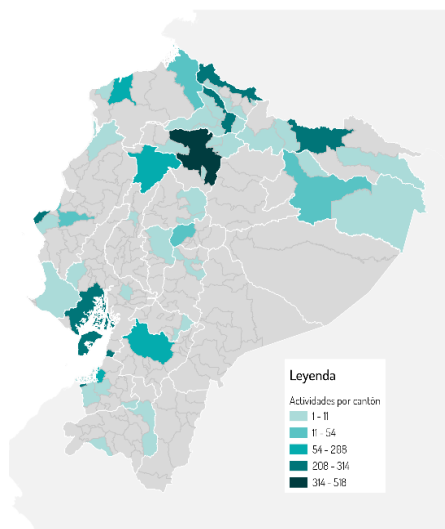 Leyenda
Actividades por cantón
1 - 11
11 - 54
54 - 208
208 - 314
314 - 518